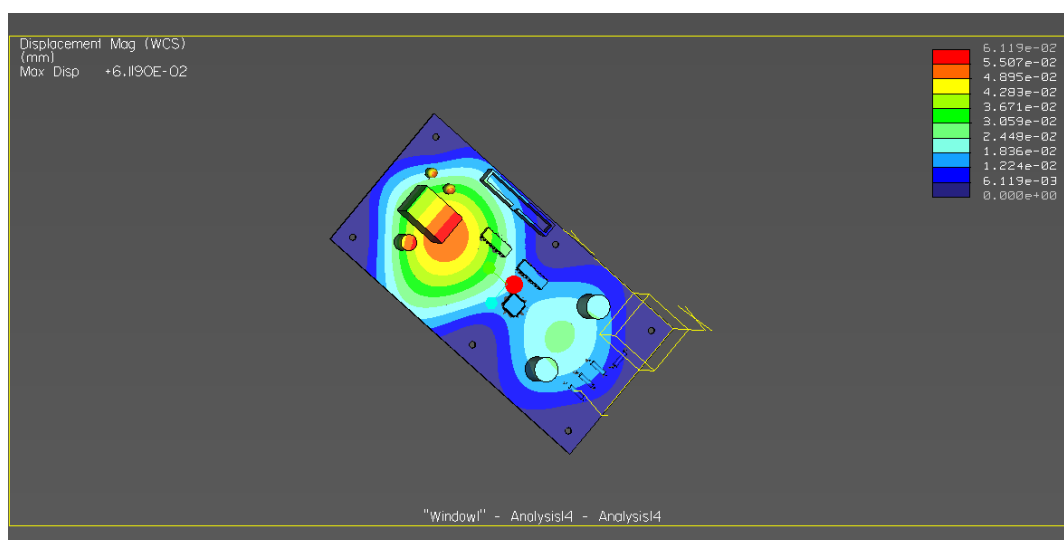 Displacement Mag (WCS)
(mm)
Max Disp +6.1190E-02
6.119e-02
5.507e-02
4.895e-02
4.283e-02
3.671e-02
3.059e-02
2.448e-02
1.836e-02
1.224e-02
6.119e-03
0.000e+00
"Window1" - Analysis14 - Analysis14